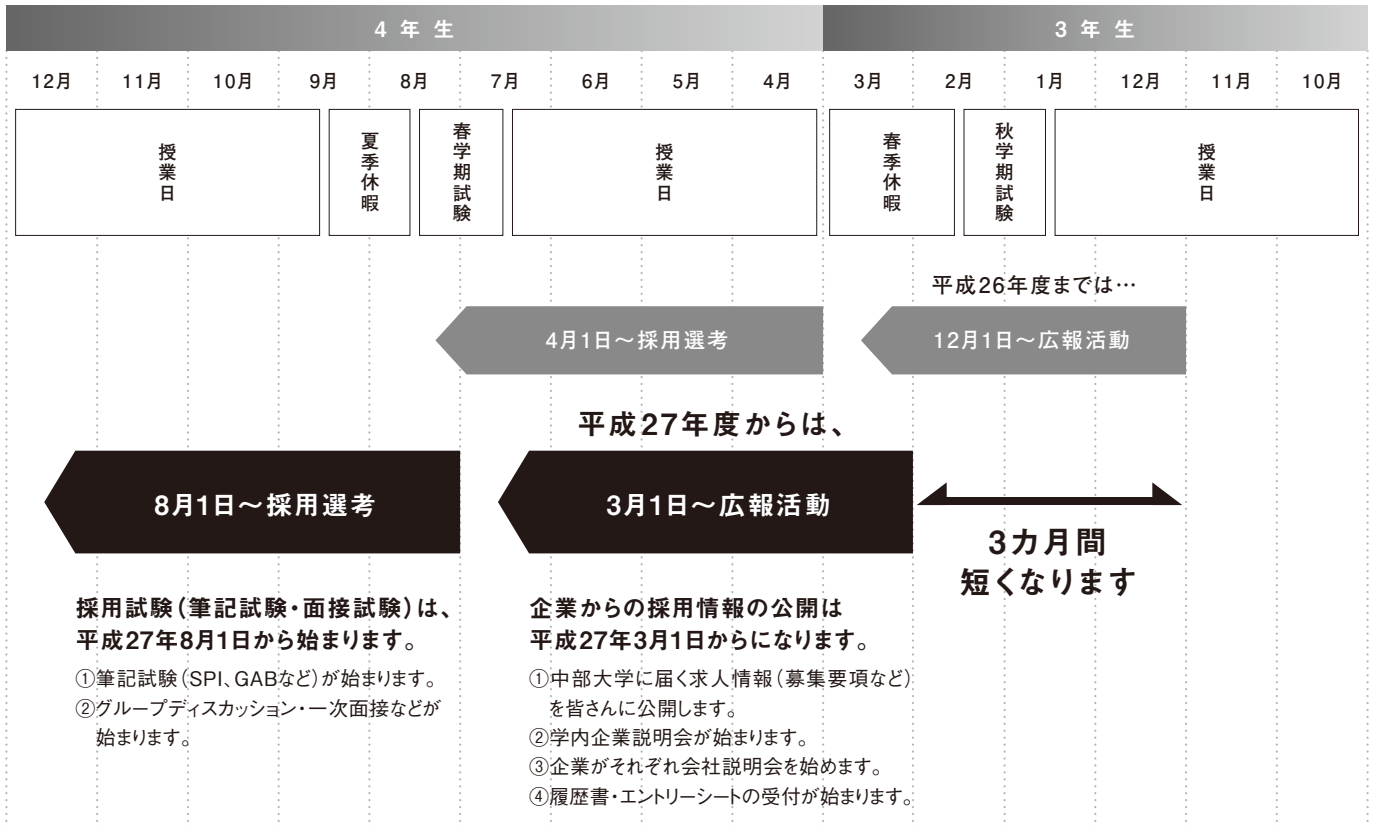 4年生
3年生
12月
11月
10月
9月
8月
7月
6月
5月
4月
3月
2月
1月
12月
11月
10月
授業日
夏季休暇
春学期試験
授業日
春季休暇
秋学期試験
授業日
平成26年度までは…
4月1日～採用選考
12月1日～広報活動
平成27年度からは、
8月1日～採用選考
3月1日～広報活動
3カ月間
短くなります
採用試験（筆記試験・面接試験）は、
平成27年8月1日から始まります。
①筆記試験（SPI、GABなど）が始まります。
②グループディスカッション・一次面接などが
始まります。
企業からの採用情報の公開は
平成27年3月1日からになります。
①中部大学に届く求人情報（募集要項など）
を皆さんに公開します。
②学内企業説明会が始まります。
③企業がそれぞれ会社説明会を始めます。
④履歴書・エントリーシートの受付が始まります。